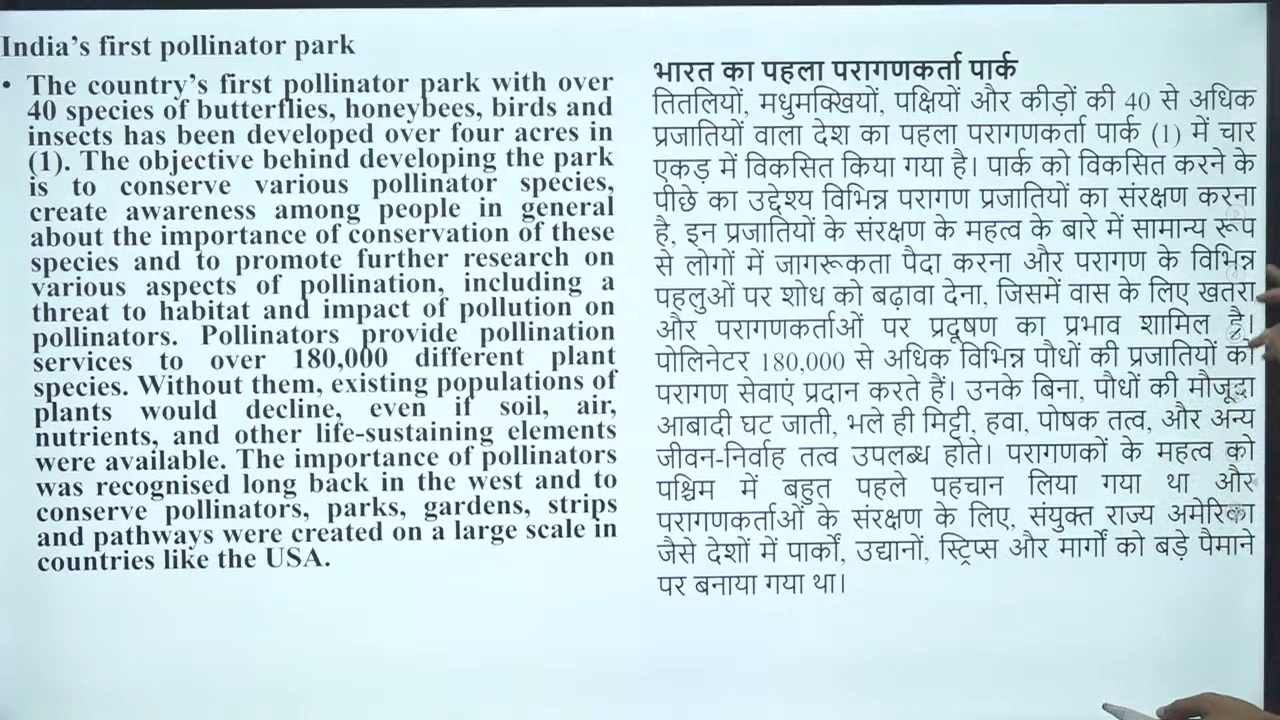 India's first pollinator park
• The country's first pollinator park with over
40 species of butterflies, honeybees, birds and
insects has been developed over four acres in
(1). The objective behind developing the park
is to conserve various pollinator species,
create awareness among people in general
about the importance of conservation of these
species and to promote further research on
various aspects of pollination, including a
threat to habitat and impact of pollution on
pollinators. Pollinators provide pollination
services to over 180,000 different plant
species. Without them, existing populations of
plants would decline, even if soil, air,
nutrients, and other life-sustaining elements
were available. The importance of pollinators
was recognised long back in the west and to
conserve pollinators, parks, gardens, strips
and pathways were created on a large scale in
countries like the USA.
भारत का पहला परागणकर्ता पार्क
तितलियों, मधुमक्खियों, पक्षियों और कीड़ों की 40 से अधिक
प्रजातियों वाला देश का पहला परागणकर्ता पार्क (1) में चार
एकड़ में विकसित किया गया है। पार्क को विकसित करने के
पीछे का उद्देश्य विभिन्न परागण प्रजातियों का संरक्षण करना
है, इन प्रजातियों के संरक्षण के महत्व के बारे में सामान्य रूप
से लोगों में जागरूकता पैदा करना और परागण के विभिन्न
पहलुओं पर शोध को बढ़ावा देना, जिसमें वास के लिए खतरा
और परागणकर्ताओं पर प्रदूषण का प्रभाव शामिल है।
पोलिनेटर 180,000 से अधिक विभिन्न पौधों की प्रजातियों को
परागण सेवाएं प्रदान करते हैं। उनके बिना, पौधों की मौजूदा
आबादी घट जाती, भले ही मिट्टी, हवा, पोषक तत्व, और अन्य
जीवन-निर्वाह तत्व उपलब्ध होते। परागणकों के महत्व को
पश्चिम में बहुत पहले पहचान लिया गया था और
परागणकर्ताओं के संरक्षण के लिए, संयुक्त राज्य अमेरिका
जैसे देशों में पार्कों, उद्यानों, स्ट्रिप्स और मार्गों को बड़े पैमाने
पर बनाया गया था।